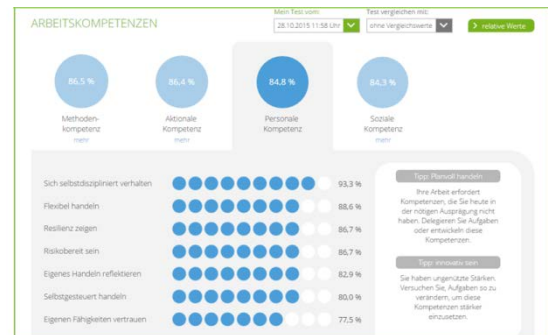 ARBEITSKOMPETENZEN
Mein Test vom:
Test vergleichen mit:
28.10.2015 11:58 Uhr
ohne Vergleichswerte
> relative Werte
86,5 %
86,4 %
84,8 %
84,3 %
Methoden-
kompetenz
mehr
Aktionale
Kompetenz
mehr
Personale
Kompetenz
Soziale
Kompetenz
mehr
Sich selbstdiszipliniert verhalten
93,3 %
Flexibel handeln
88,6 %
Resilienz zeigen
86,7 %
Risikobereit sein
86,7 %
Eigenes Handeln reflektieren
82,9 %
Selbstgesteuert handeln
80,0 %
Eigenen Fähigkeiten vertrauen
77,5 %
Tipp: Planvoll handeln
Ihre Arbeit erfordert
Kompetenzen, die Sie heute in
der nötigen Ausprägung nicht
haben. Delegieren Sie Aufgaben
oder entwickeln diese
Kompetenzen.
Tipp: innovativ sein
Sie haben ungenützte Stärken.
Versuchen Sie, Aufgaben so zu
verändern, um diese
Kompetenzen stärker
einzusetzen.